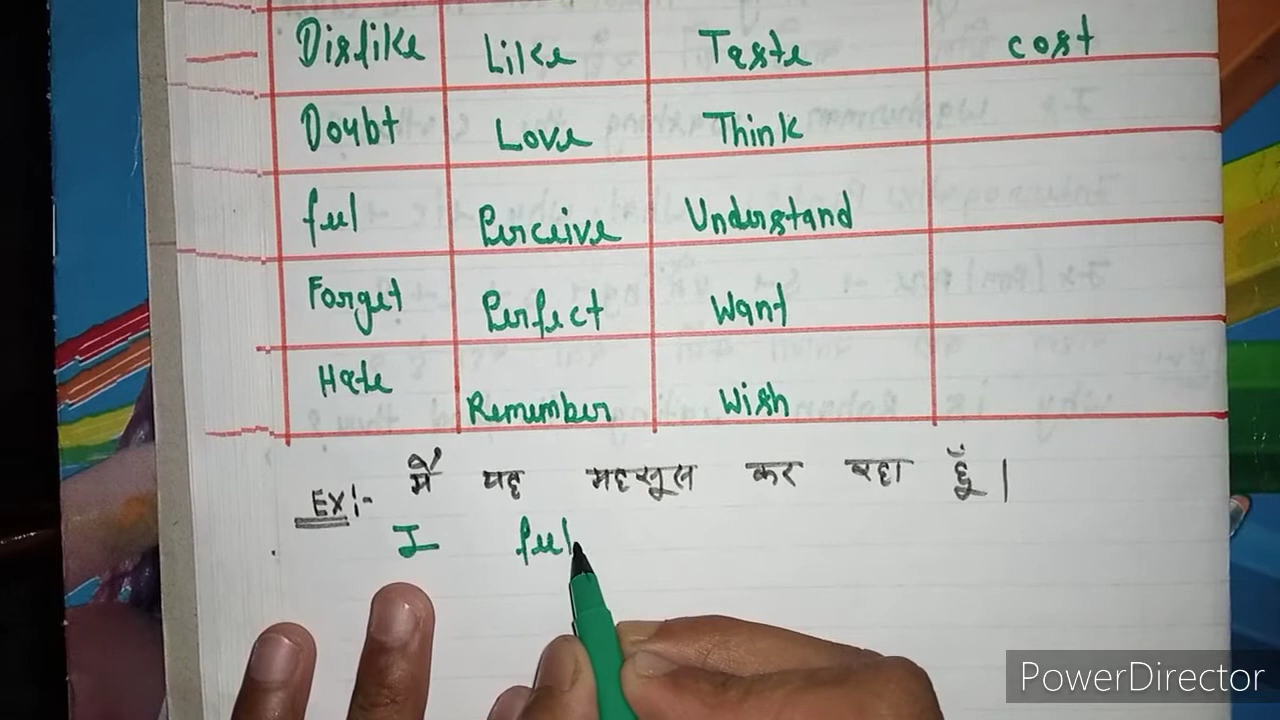 Dislike Like Taste cost
Doubt Love Think
feel Perceive Understand
Forget Perfect Want
Hate Remember Wish
Ex:- मैं यह महसूस कर रहा हूँ।
I feel
PowerDirector